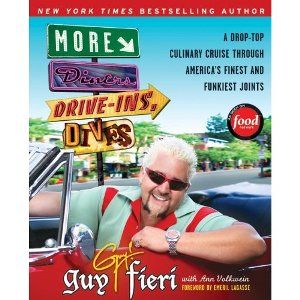 NEW YORK TIMES BESTSELLING AUTHOR
MORE
Diners,
DRIVE-INS,
DIVES
A DROP-TOP
CULINARY CRUISE THROUGH
AMERICA'S FINEST AND
FUNKIEST JOINTS
food
network
guy fieri
with Ann Volkwein
FOREWORD BY EMERIL LAGASSE